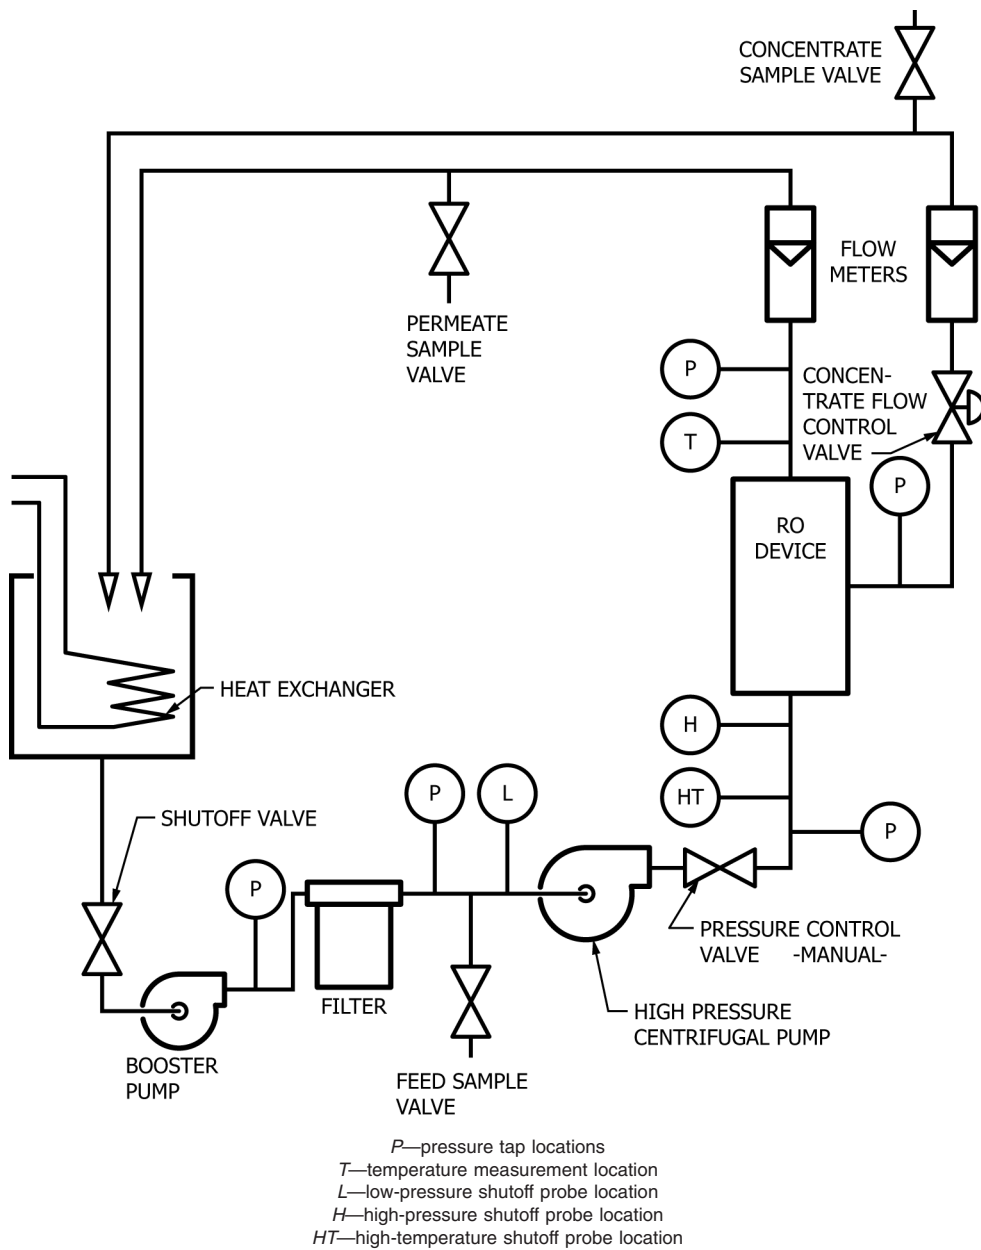 CONCENTRATE
SAMPLE VALVE
FLOW
METERS
PERMEATE
SAMPLE
VALVE
P
CONCEN-
TRATE FLOW
CONTROL
VALVE
T
P
RO
DEVICE
HEAT EXCHANGER
H
P
L
HT
SHUTOFF VALVE
P
P
PRESSURE CONTROL
VALVE -MANUAL-
FILTER
HIGH PRESSURE
CENTRIFUGAL PUMP
BOOSTER
PUMP
FEED SAMPLE
VALVE
P—pressure tap locations
T—temperature measurement location
L—low-pressure shutoff probe location
H—high-pressure shutoff probe location
HT—high-temperature shutoff probe location